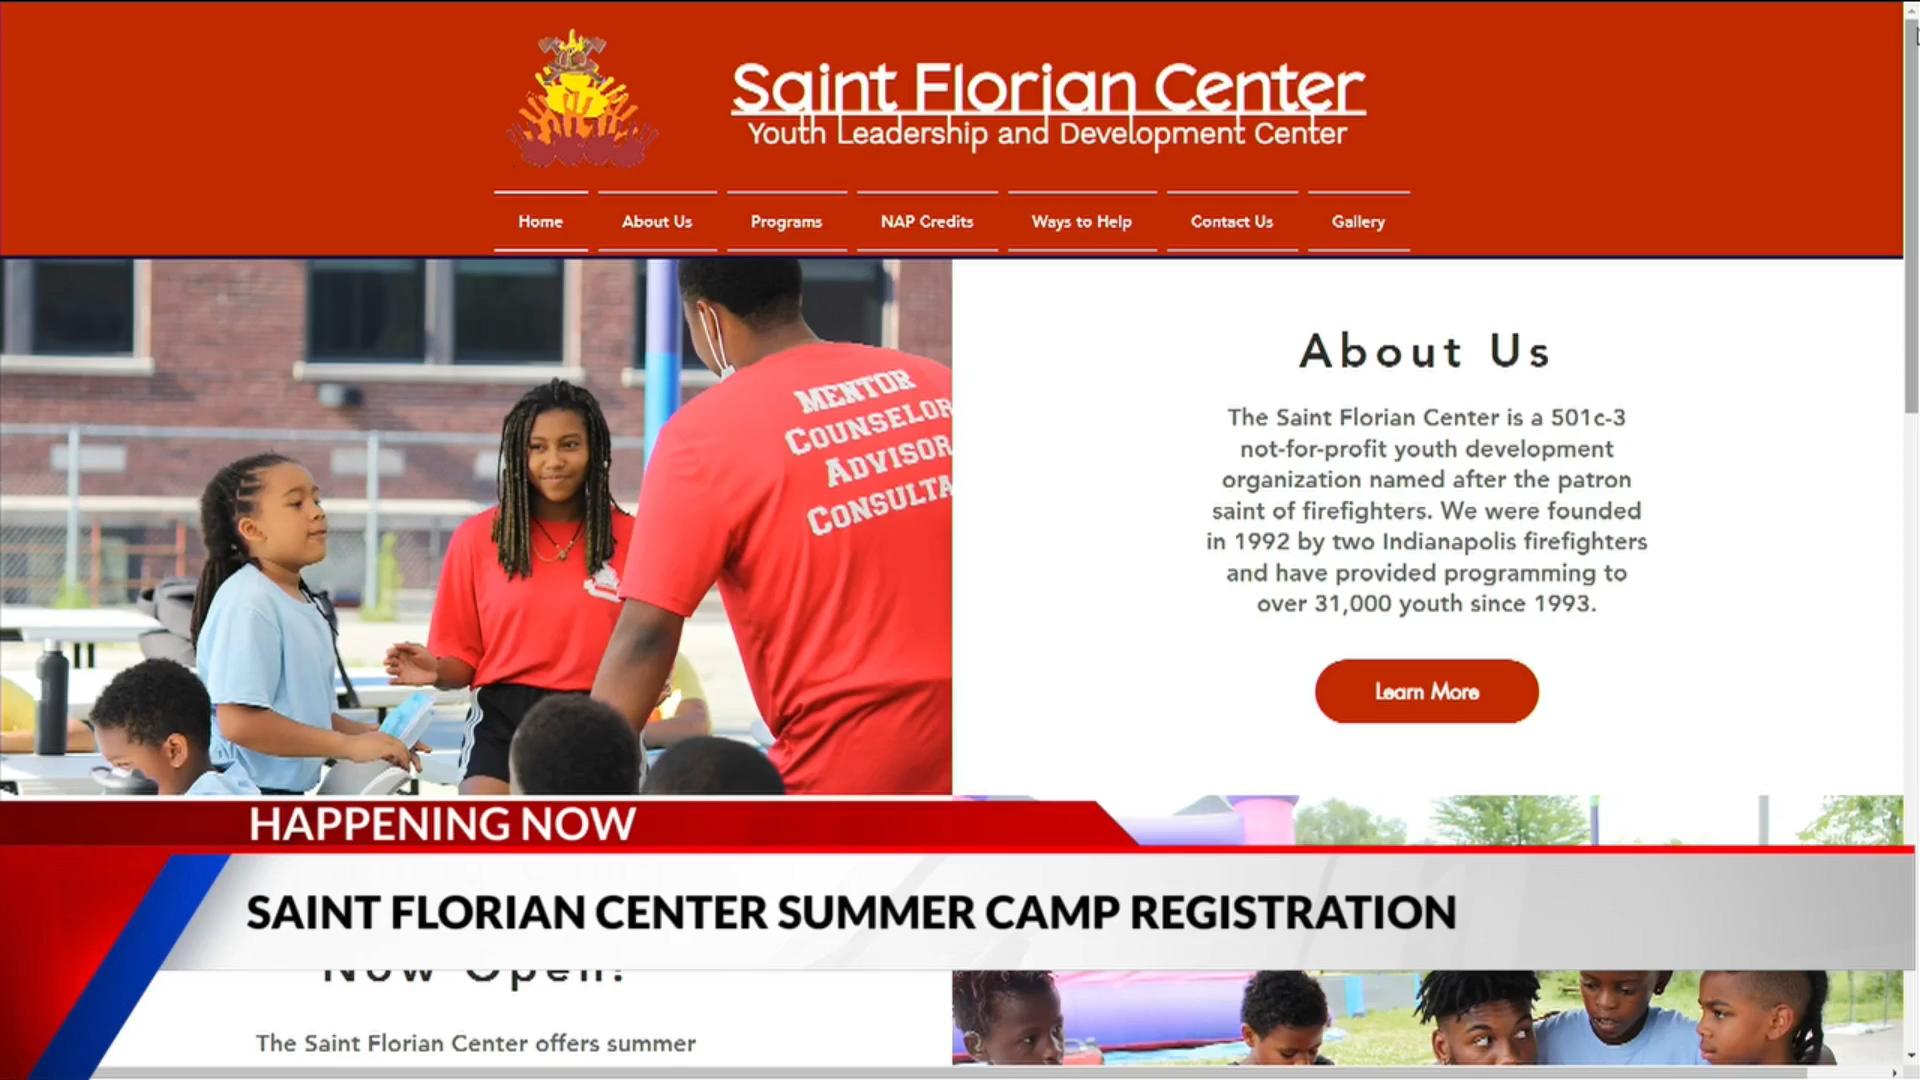 Saint Florian Center
Youth Leadership and Development Center
Home About Us Programs NAP Credits Ways to Help Contact Us Gallery
MENTOR
COUNSELOR
ADVISOR
CONSULTA
About Us
The Saint Florian Center is a 501c-3
not-for-profit youth development
organization named after the patron
saint of firefighters. We were founded
in 1992 by two Indianapolis firefighters
and have provided programming to
over 31,000 youth since 1993.
Learn More
HAPPENING NOW
SAINT FLORIAN CENTER SUMMER CAMP REGISTRATION
Now Open!
The Saint Florian Center offers summer